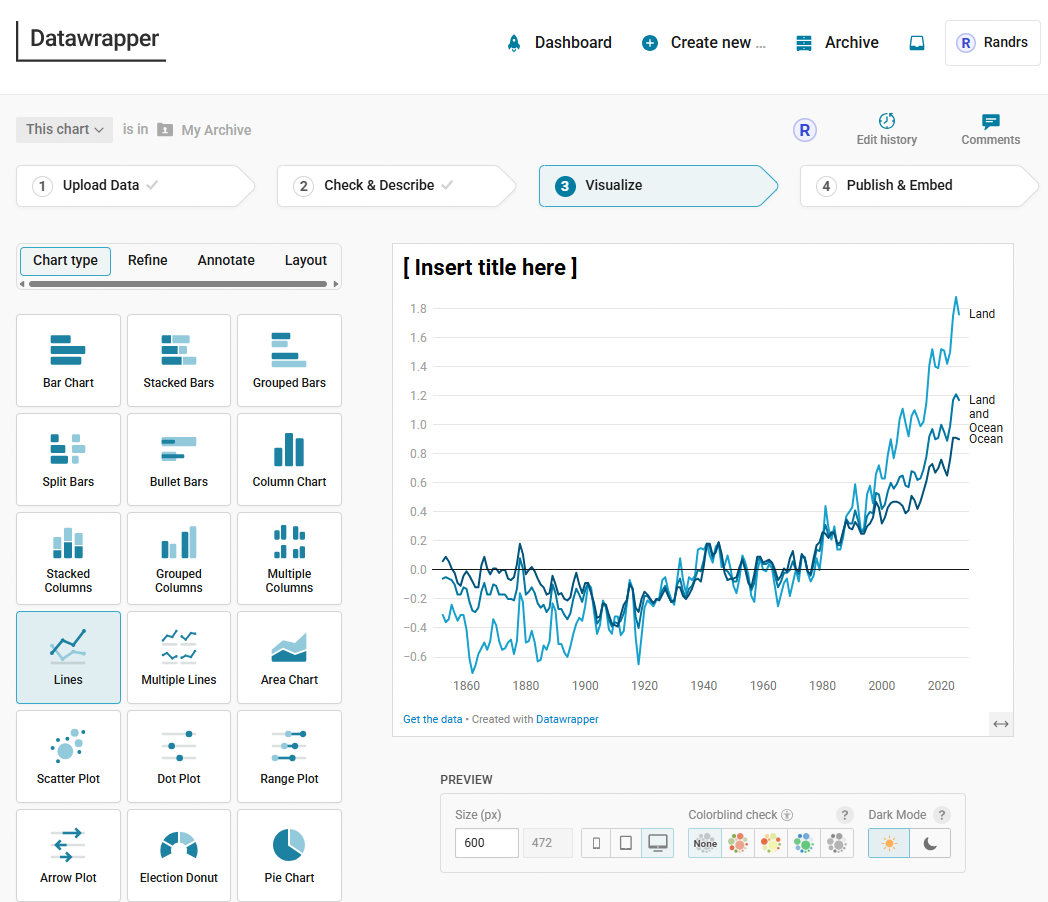 Datawrapper
Dashboard
Create new ...
Archive
R
Randrs
This chart
is in
My Archive
R
Edit history
Comments
1 Upload Data
2 Check & Describe
3 Visualize
4 Publish & Embed
Chart type
Refine
Annotate
Layout
Bar Chart
Stacked Bars
Grouped Bars
Split Bars
Bullet Bars
Column Chart
Stacked
Columns
Grouped
Columns
Multiple
Columns
Lines
Multiple Lines
Area Chart
Scatter Plot
Dot Plot
Range Plot
Arrow Plot
Election Donut
Pie Chart
[ Insert title here ]
1.8
1.6
1.4
1.2
1.0
0.8
0.6
0.4
0.2
0.0
−0.2
−0.4
−0.6
Land
Land
and
Ocean
Ocean
1860 1880 1900 1920 1940 1960 1980 2000 2020
Get the data • Created with Datawrapper
PREVIEW
Size (px)
Colorblind check
?
Dark Mode
?
600
472
None